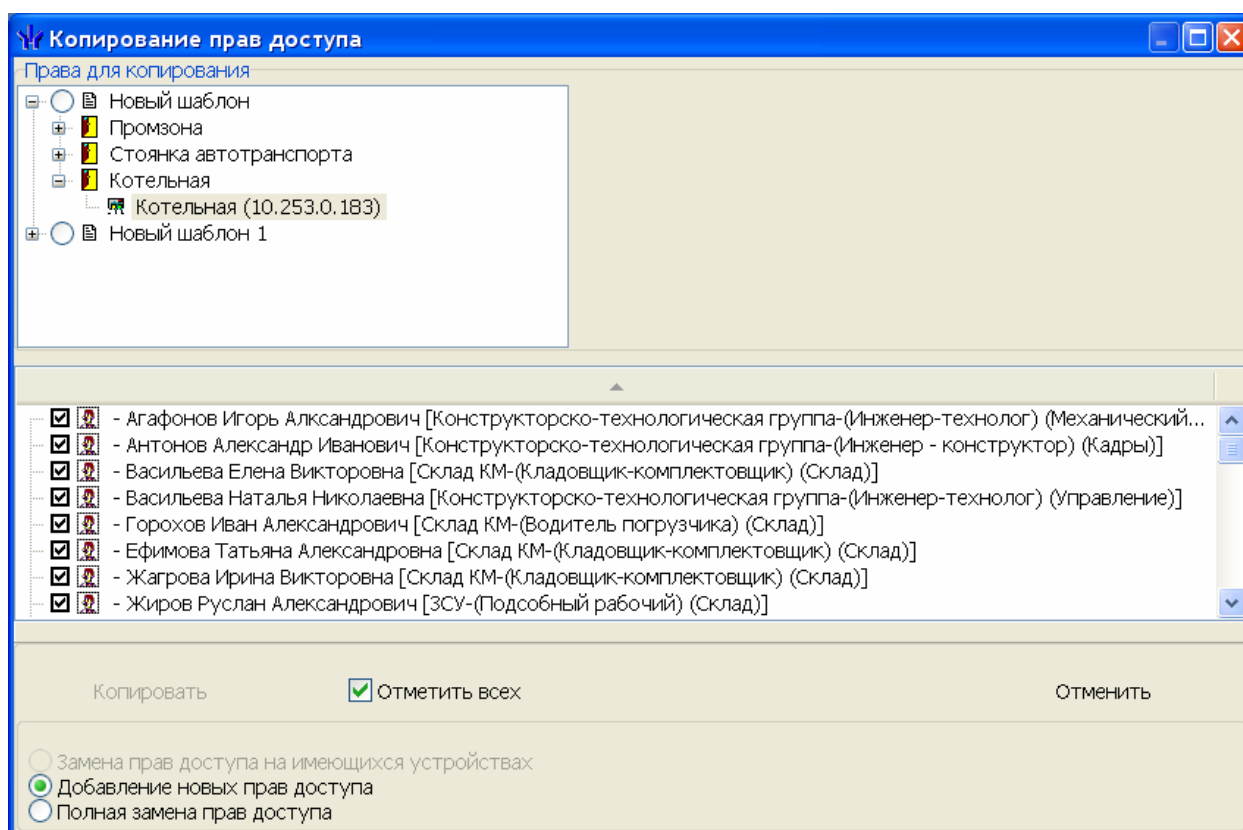 Копирование прав доступа
Права для копирования
Новый шаблон
Промзона
Стоянка автотранспорта
Котельная
Котельная (10.253.0.183)
Новый шаблон 1
- Агафонов Игорь Алксандрович [Конструкторско-технологическая группа-(Инженер-технолог) (Механический...
- Антонов Александр Иванович [Конструкторско-технологическая группа-(Инженер - конструктор) (Кадры)]
- Васильева Елена Викторовна [Склад КМ-(Кладовщик-комплектовщик) (Склад)]
- Васильева Наталья Николаевна [Конструкторско-технологическая группа-(Инженер-технолог) (Управление)]
- Горохов Иван Александрович [Склад КМ-(Водитель погрузчика) (Склад)]
- Ефимова Татьяна Александровна [Склад КМ-(Кладовщик-комплектовщик) (Склад)]
- Жагрова Ирина Викторовна [Склад КМ-(Кладовщик-комплектовщик) (Склад)]
- Жиров Руслан Александрович [ЗСУ-(Подсобный рабочий) (Склад)]
Копировать Отметить всех Отменить
Замена прав доступа на имеющихся устройствах
Добавление новых прав доступа
Полная замена прав доступа